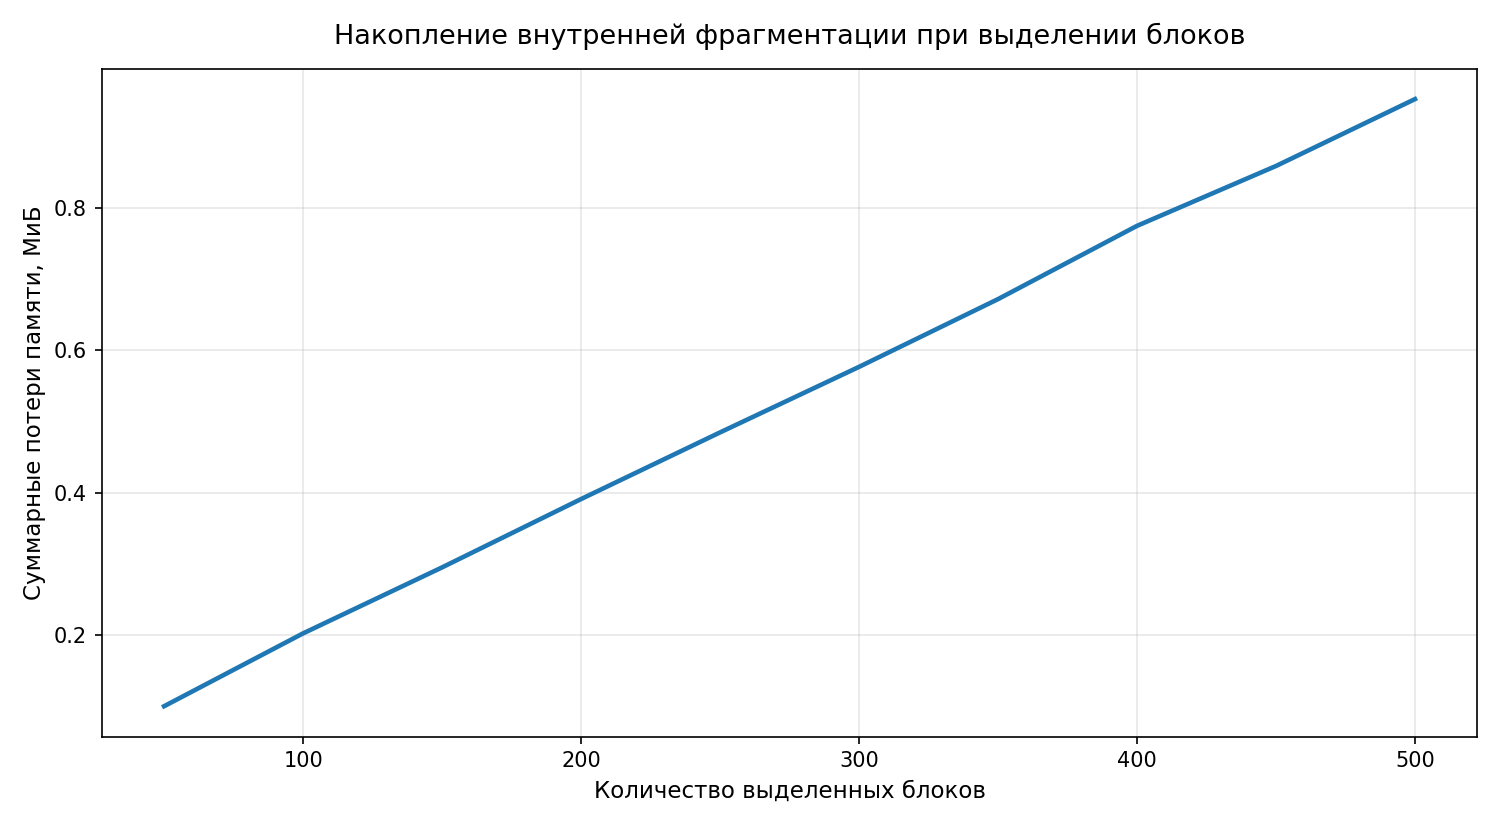 Накопление внутренней фрагментации при выделении блоков
Суммарные потери памяти, МиБ
0.8
0.6
0.4
0.2
100 200 300 400 500
Количество выделенных блоков